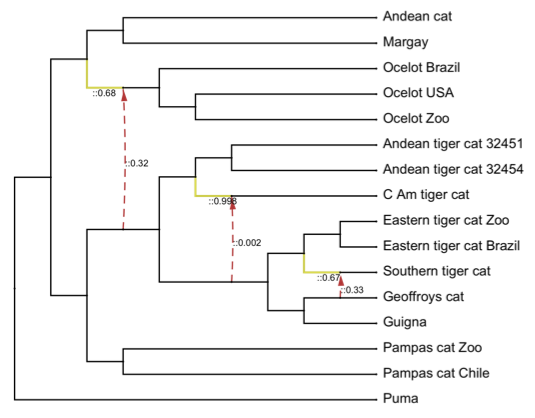 Andean cat
Margay
Ocelot Brazil
::0.68
Ocelot USA
Ocelot Zoo
Andean tiger cat 32451
::0.32
Andean tiger cat 32454
C Am tiger cat
::0.998
Eastern tiger cat Zoo
::0.002
Eastern tiger cat Brazil
Southern tiger cat
::0.67
::0.33
Geoffroys cat
Guigna
Pampas cat Zoo
Pampas cat Chile
Puma